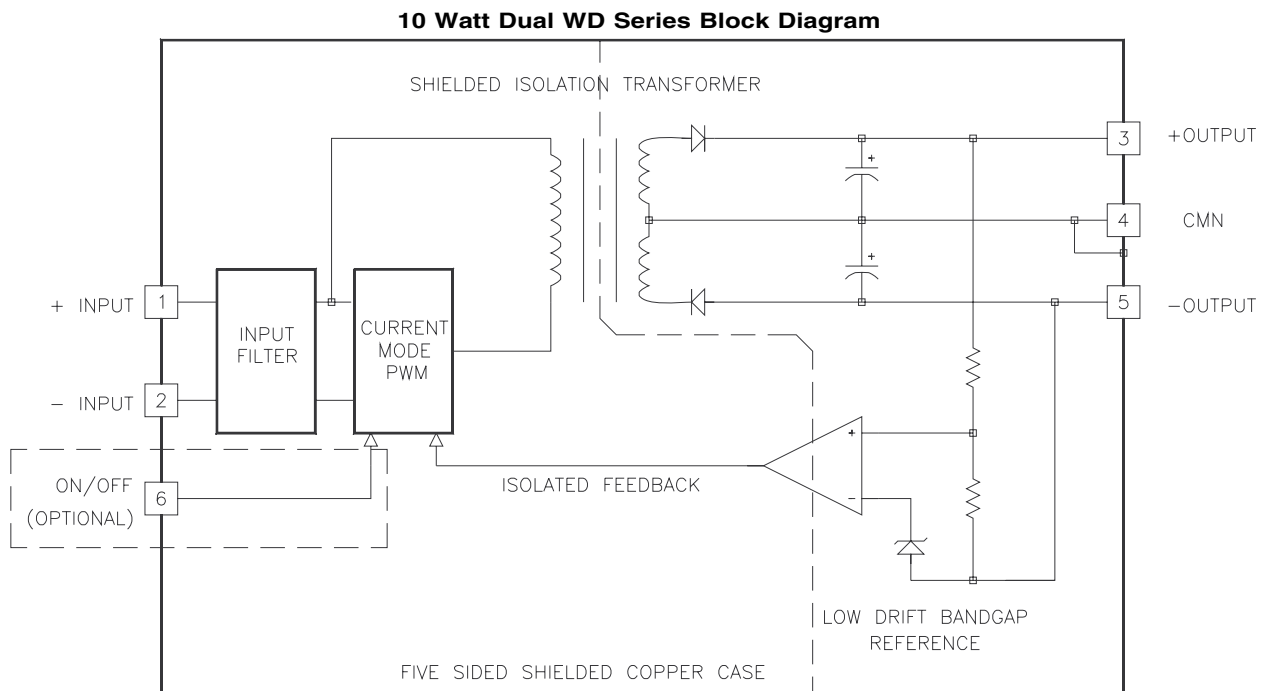 10 Watt Dual WD Series Block Diagram
SHIELDED ISOLATION TRANSFORMER
3
+OUTPUT
+
4
CMN
+
5
-OUTPUT
+ INPUT
1
INPUT
FILTER
CURRENT
MODE
PWM
- INPUT
2
+
ISOLATED FEEDBACK
-
ON/OFF
(OPTIONAL)
6
LOW DRIFT BANDGAP
REFERENCE
FIVE SIDED SHIELDED COPPER CASE